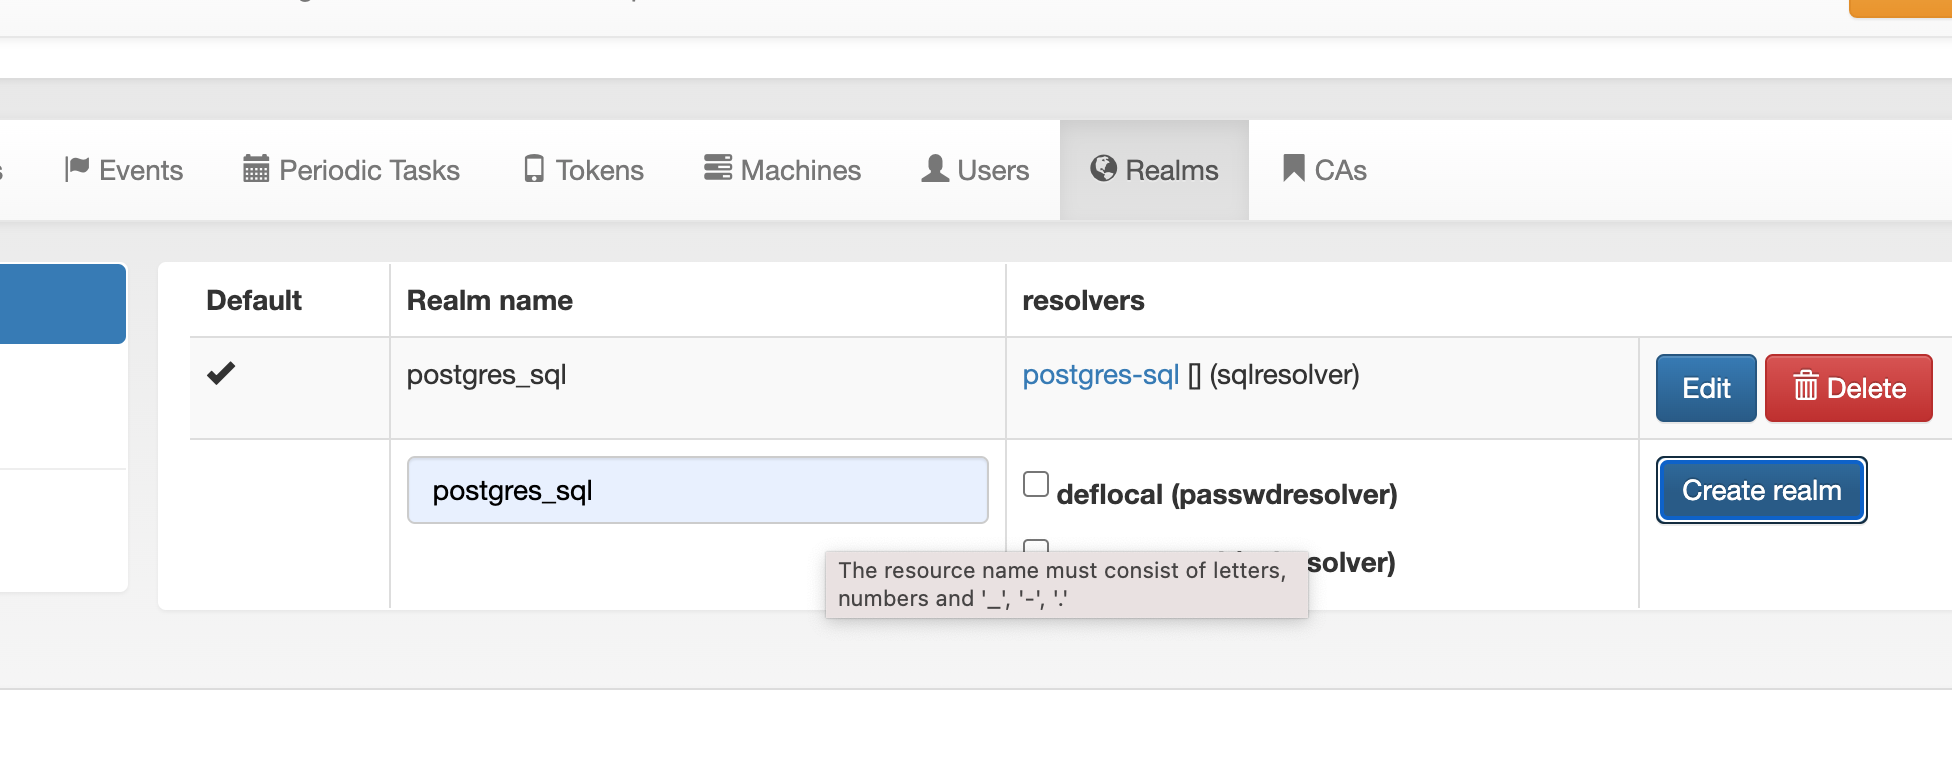 Events
Periodic Tasks
Tokens
Machines
Users
Realms
CAs
Default
Realm name
resolvers
postgres_sql
postgres-sql [] (sqlresolver)
Edit
Delete
postgres_sql
deflocal (passwdresolver)
Create realm
solver)
The resource name must consist of letters,
numbers and '_', '-', '.'